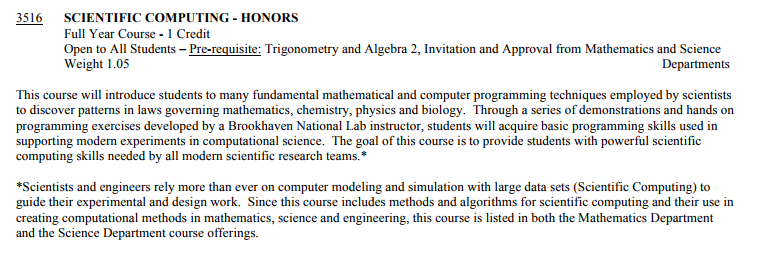 3516 SCIENTIFIC COMPUTING - HONORS
Full Year Course - 1 Credit
Open to All Students – Pre-requisite: Trigonometry and Algebra 2, Invitation and Approval from Mathematics and Science
Weight 1.05 Departments
This course will introduce students to many fundamental mathematical and computer programming techniques employed by scientists
to discover patterns in laws governing mathematics, chemistry, physics and biology. Through a series of demonstrations and hands on
programming exercises developed by a Brookhaven National Lab instructor, students will acquire basic programming skills used in
supporting modern experiments in computational science. The goal of this course is to provide students with powerful scientific
computing skills needed by all modern scientific research teams.*
*Scientists and engineers rely more than ever on computer modeling and simulation with large data sets (Scientific Computing) to
guide their experimental and design work. Since this course includes methods and algorithms for scientific computing and their use in
creating computational methods in mathematics, science and engineering, this course is listed in both the Mathematics Department
and the Science Department course offerings.